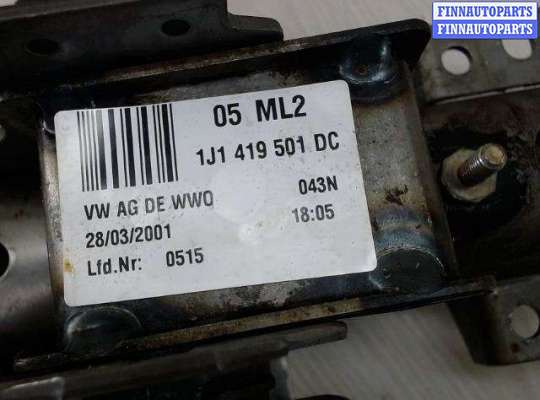 FINNAUTOPARTS
FINNAUTOPARTS
05 ML2
1J1 419 501 DC
VW AG DE WWO 043N
28/03/2001 18:05
Lfd.Nr: 0515